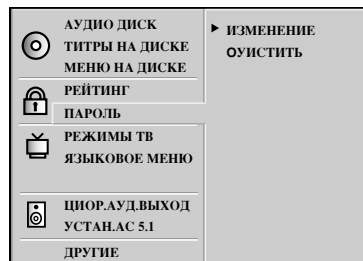 АУДИО ДИСК
ТИТРЫ НА ДИСКЕ
МЕНЮ НА ДИСКЕ
РЕЙТИНГ
ПАРОЛЬ
РЕЖИМЫ ТВ
ЯЗЫКОВОЕ МЕНЮ
ЦИОР.АУД.ВЫХОД
УСТАН.АС 5.1
ДРУГИЕ
ИЗМЕНЕНИЕ
ОУИСТИТЬ